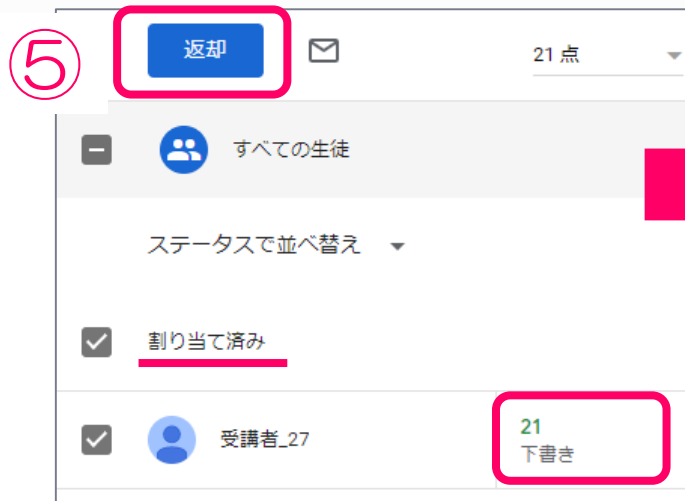 ⑤
返却
21 点
すべての生徒
ステータスで並べ替え
割り当て済み
受講者_27
21
下書き